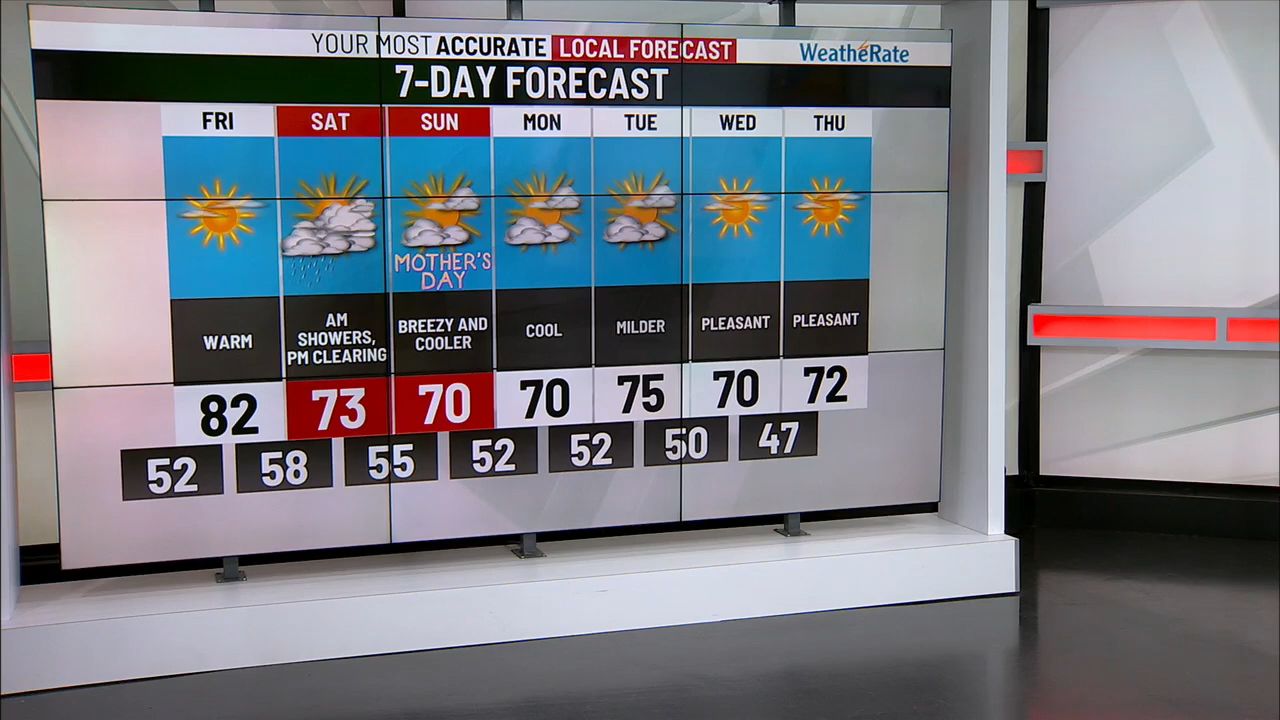 YOUR MOST ACCURATE LOCAL FORECAST
WeatheRate
7-DAY FORECAST
FRI SAT SUN MON TUE WED THU
MOTHER'S
DAY
WARM
AM
SHOWERS,
PM CLEARING
BREEZY AND
COOLER
COOL
MILDER
PLEASANT
PLEASANT
82 73 70 70 75 70 72
52 58 55 52 52 50 47